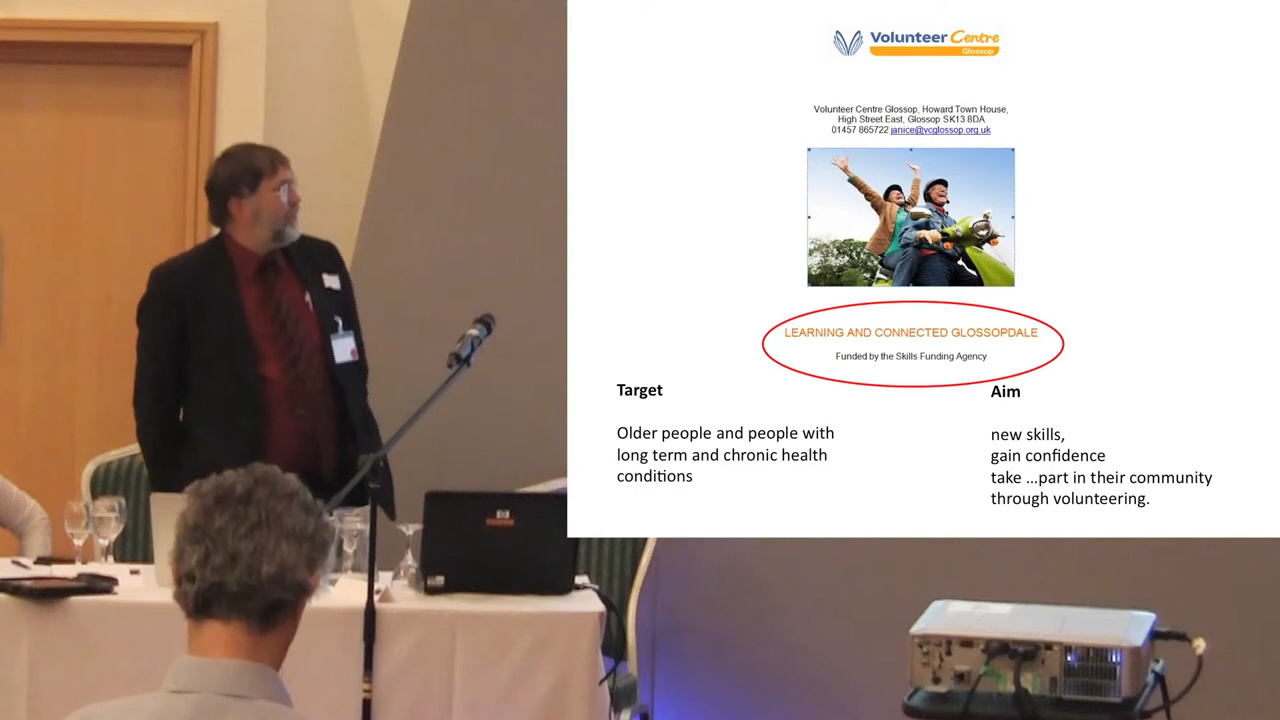 Volunteer Centre
Glossop
Volunteer Centre Glossop, Howard Town House,
High Street East, Glossop SK13 8DA
01457 865722 janice@vcglossop.org.uk
LEARNING AND CONNECTED GLOSSOPDALE
Funded by the Skills Funding Agency
Target
Older people and people with
long term and chronic health
conditions
Aim
new skills,
gain confidence
take ...part in their community
through volunteering.